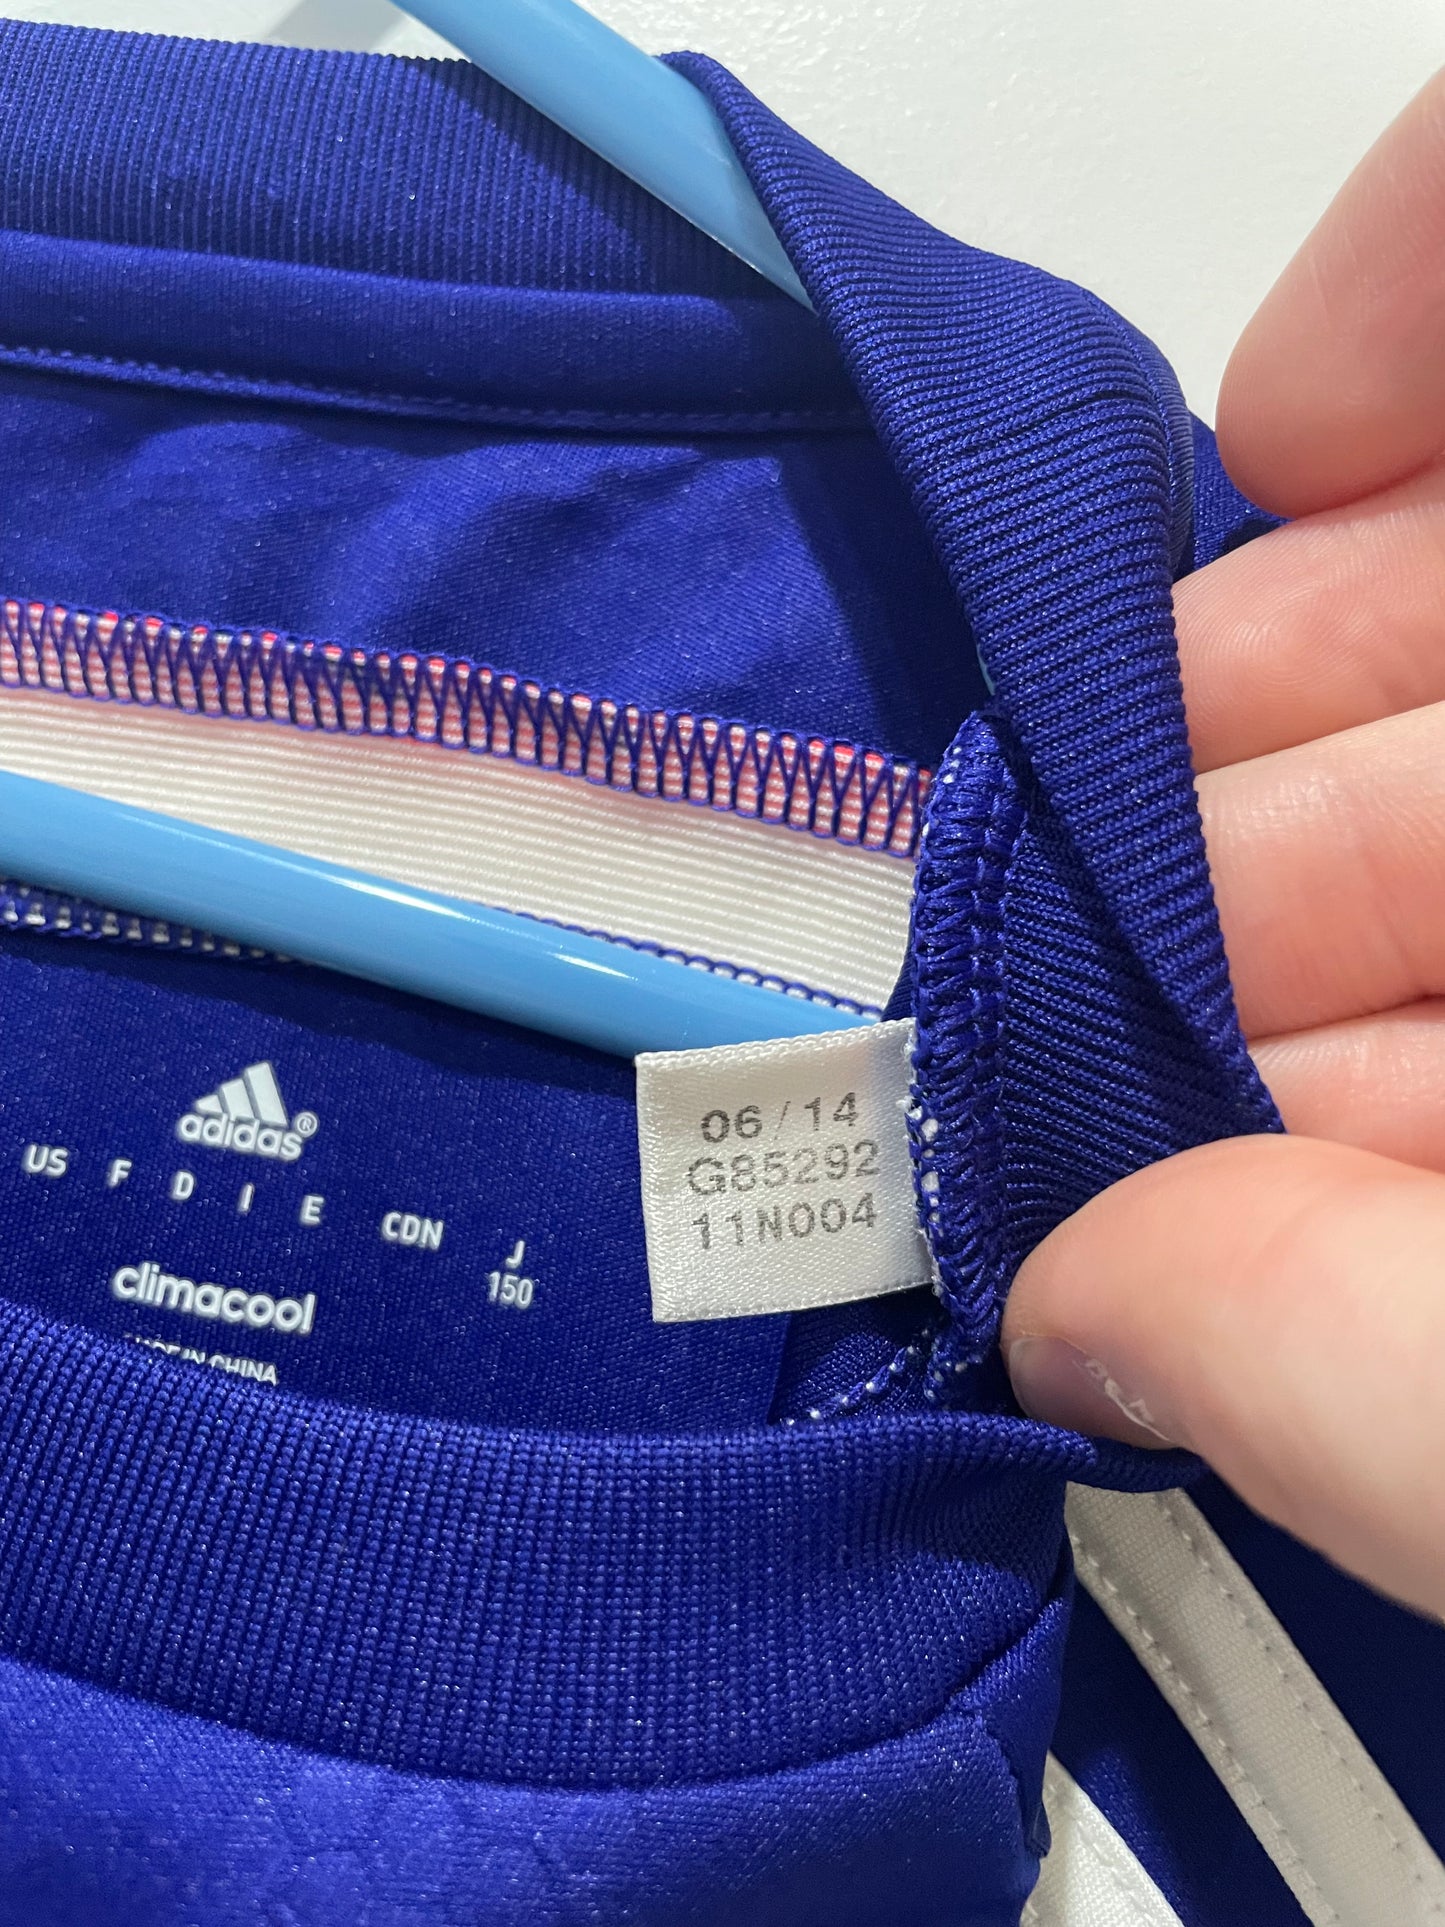 adidas®
US F D I E CDN J
150
climacool
MADE IN CHINA
06/14
G85292
11N004